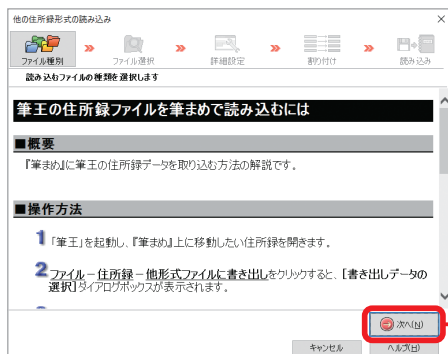 他の住所録形式の読み込み
ファイル種別 » ファイル選択 » 詳細設定 » 割り付け » 読み込み
読み込むファイルの種類を選択します
筆王の住所録ファイルを筆まめで読み込むには
■概要
『筆まめ』に筆王の住所録データを取り込む方法の解説です。
■操作方法
1 「筆王」を起動し、『筆まめ』上に移動したい住所録を開きます。
2 ファイル－住所録－他形式ファイルに書き出しをクリックすると、【書き出しデータの
選択】ダイアログボックスが表示されます。
次へ(N)
キャンセル ヘルプ(H)